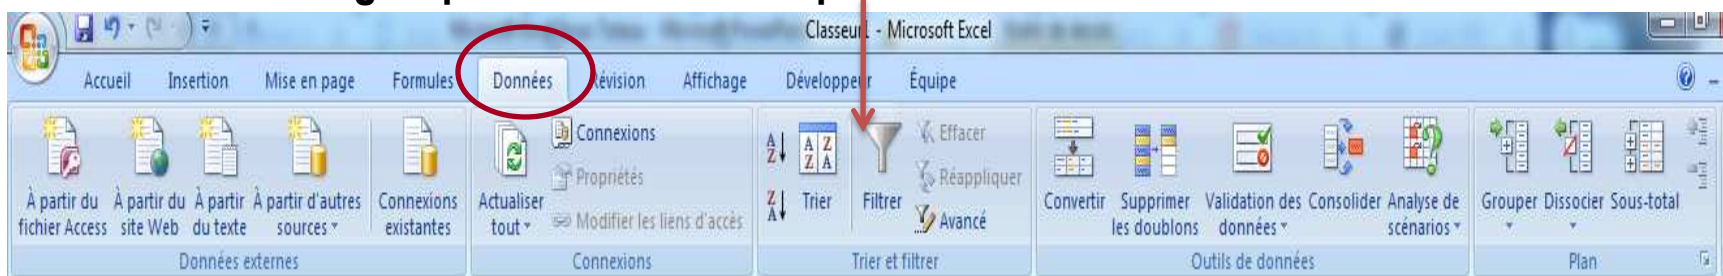 Classeur1 - Microsoft Excel
Accueil Insertion Mise en page Formules Données Révision Affichage Développeur Équipe
À partir du fichier Access
À partir du site Web
À partir du texte
À partir d'autres sources
Connexions existantes
Données externes
Actualiser tout
Connexions
Propriétés
Modifier les liens d'accès
Connexions
Trier
Filtrer
Effacer
Réappliquer
Avancé
Trier et filtrer
Convertir
Supprimer les doublons
Validation des données
Consolider
Analyse de scénarios
Outils de données
Grouper
Dissocier
Sous-total
Plan